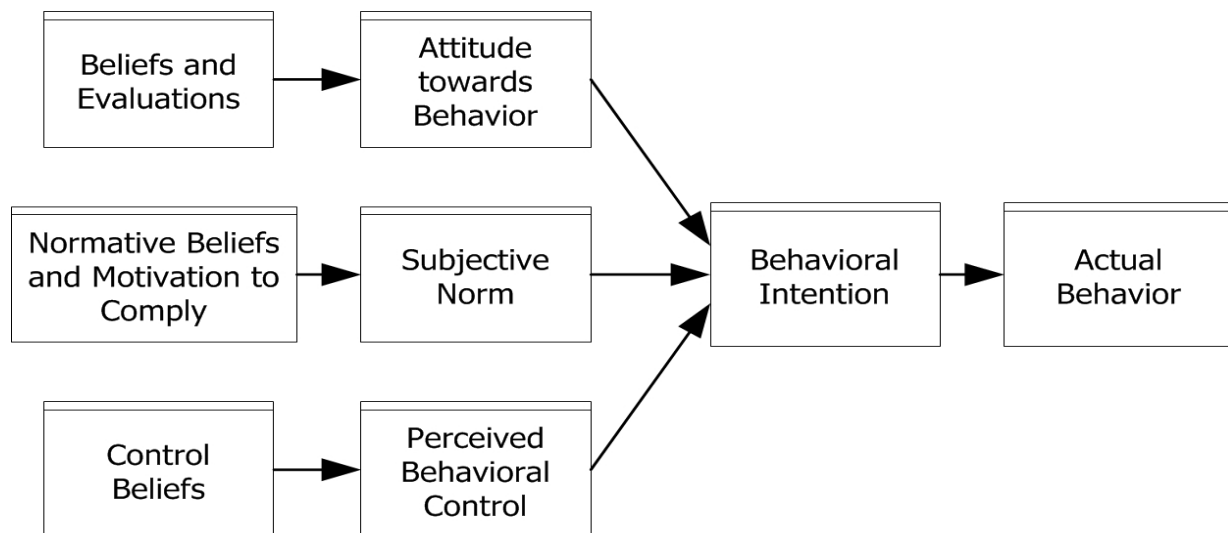 Beliefs and
Evaluations
Attitude
towards
Behavior
Normative Beliefs
and Motivation to
Comply
Subjective
Norm
Behavioral
Intention
Actual
Behavior
Control
Beliefs
Perceived
Behavioral
Control